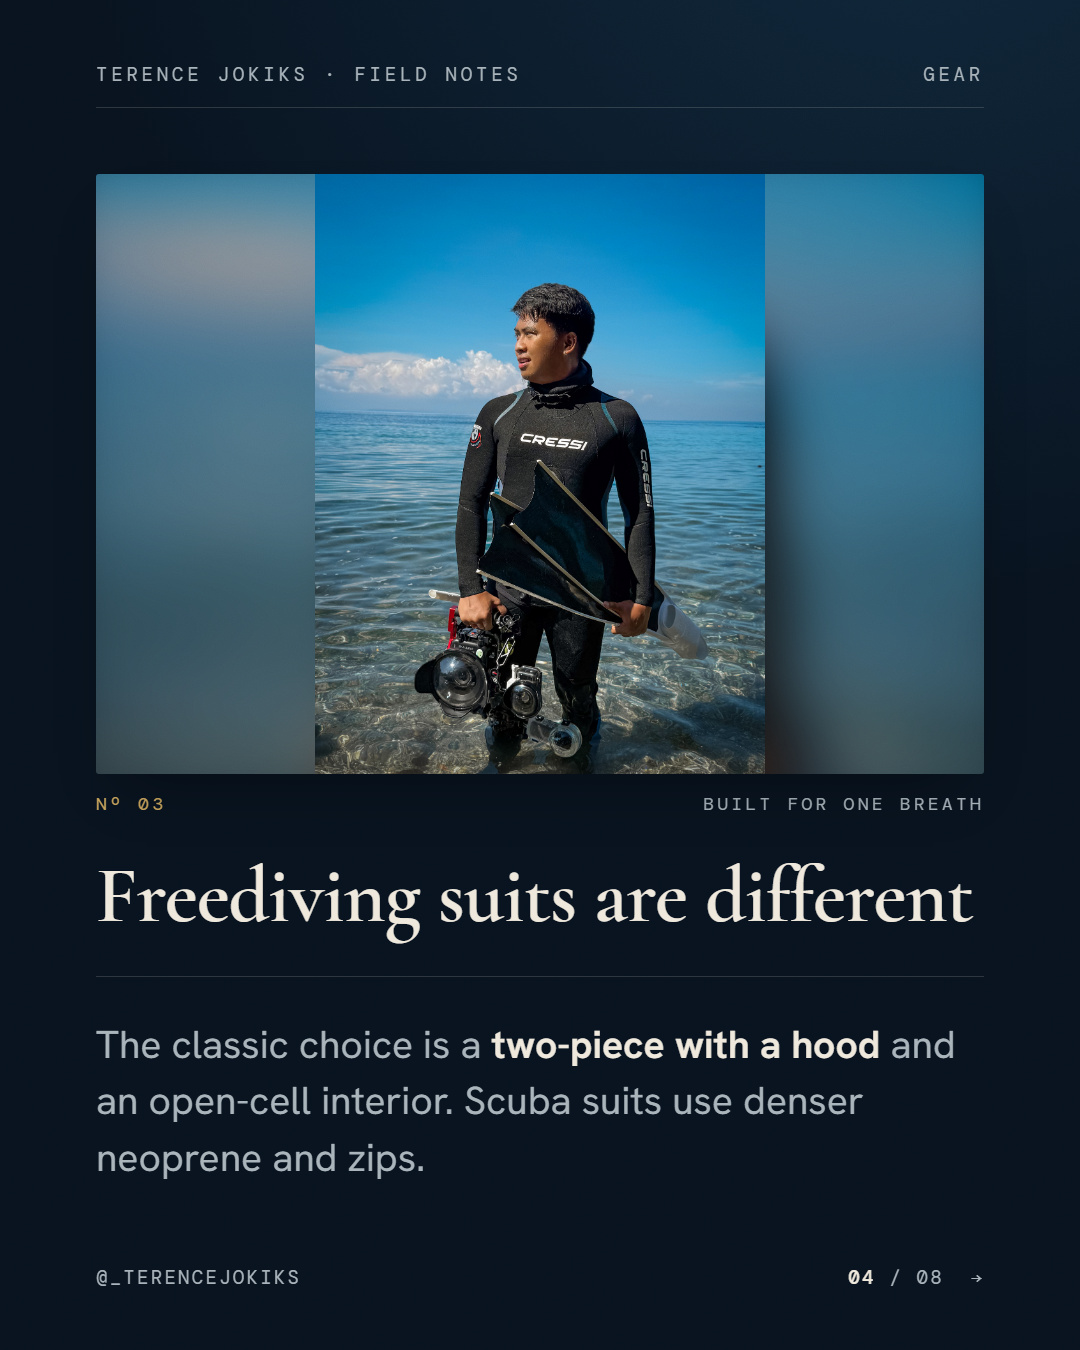 TERENCE JOKIKS · FIELD NOTES
GEAR
CRESSI
CRESSI
Nº 03
BUILT FOR ONE BREATH
Freediving suits are different
The classic choice is a two-piece with a hood and
an open-cell interior. Scuba suits use denser
neoprene and zips.
@_TERENCEJOKIKS
04 / 08 →